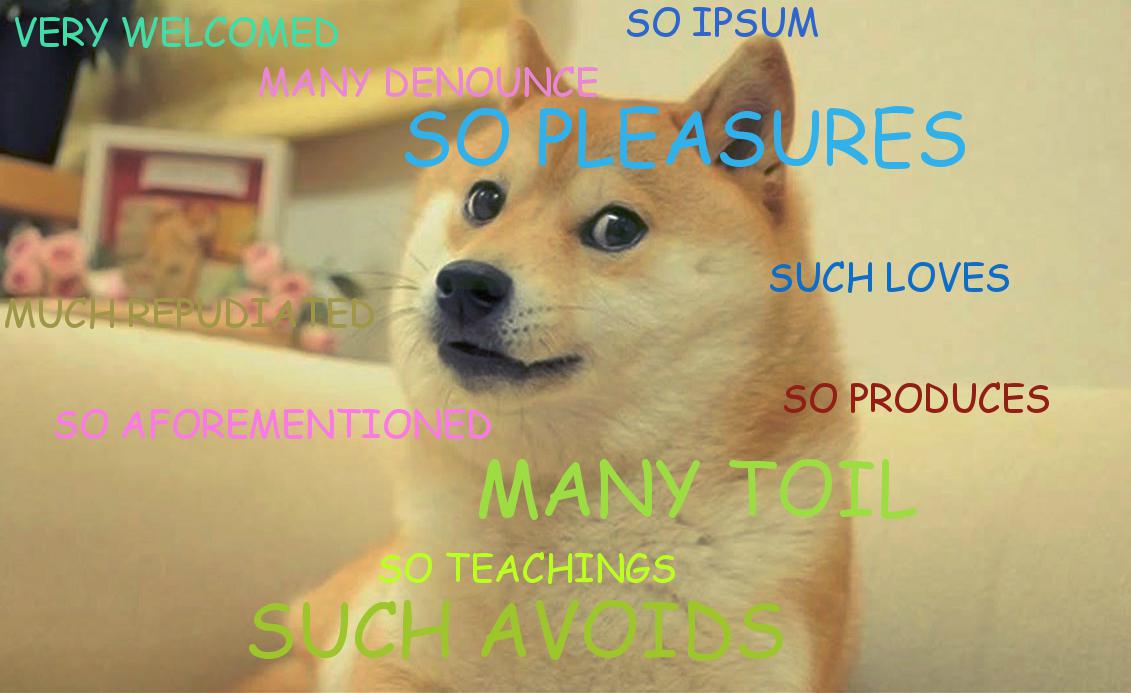 VERY WELCOMED
SO IPSUM
MANY DENOUNCE
SO PLEASURES
SUCH LOVES
MUCH REPUDIATED
SO PRODUCES
SO AFOREMENTIONED
MANY TOIL
SO TEACHINGS
SUCH AVOIDS